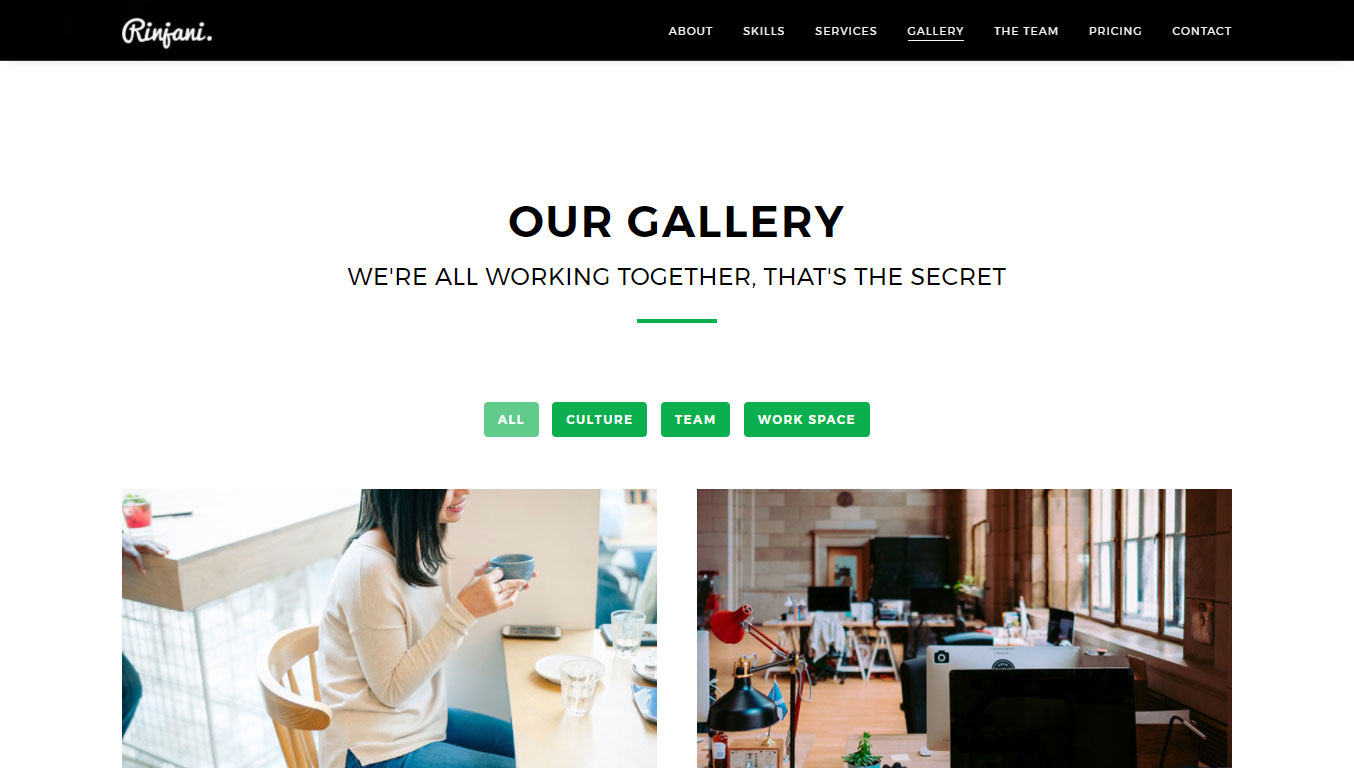 Rinjani.
ABOUT SKILLS SERVICES GALLERY THE TEAM PRICING CONTACT
OUR GALLERY
WE'RE ALL WORKING TOGETHER, THAT'S THE SECRET
ALL CULTURE TEAM WORK SPACE